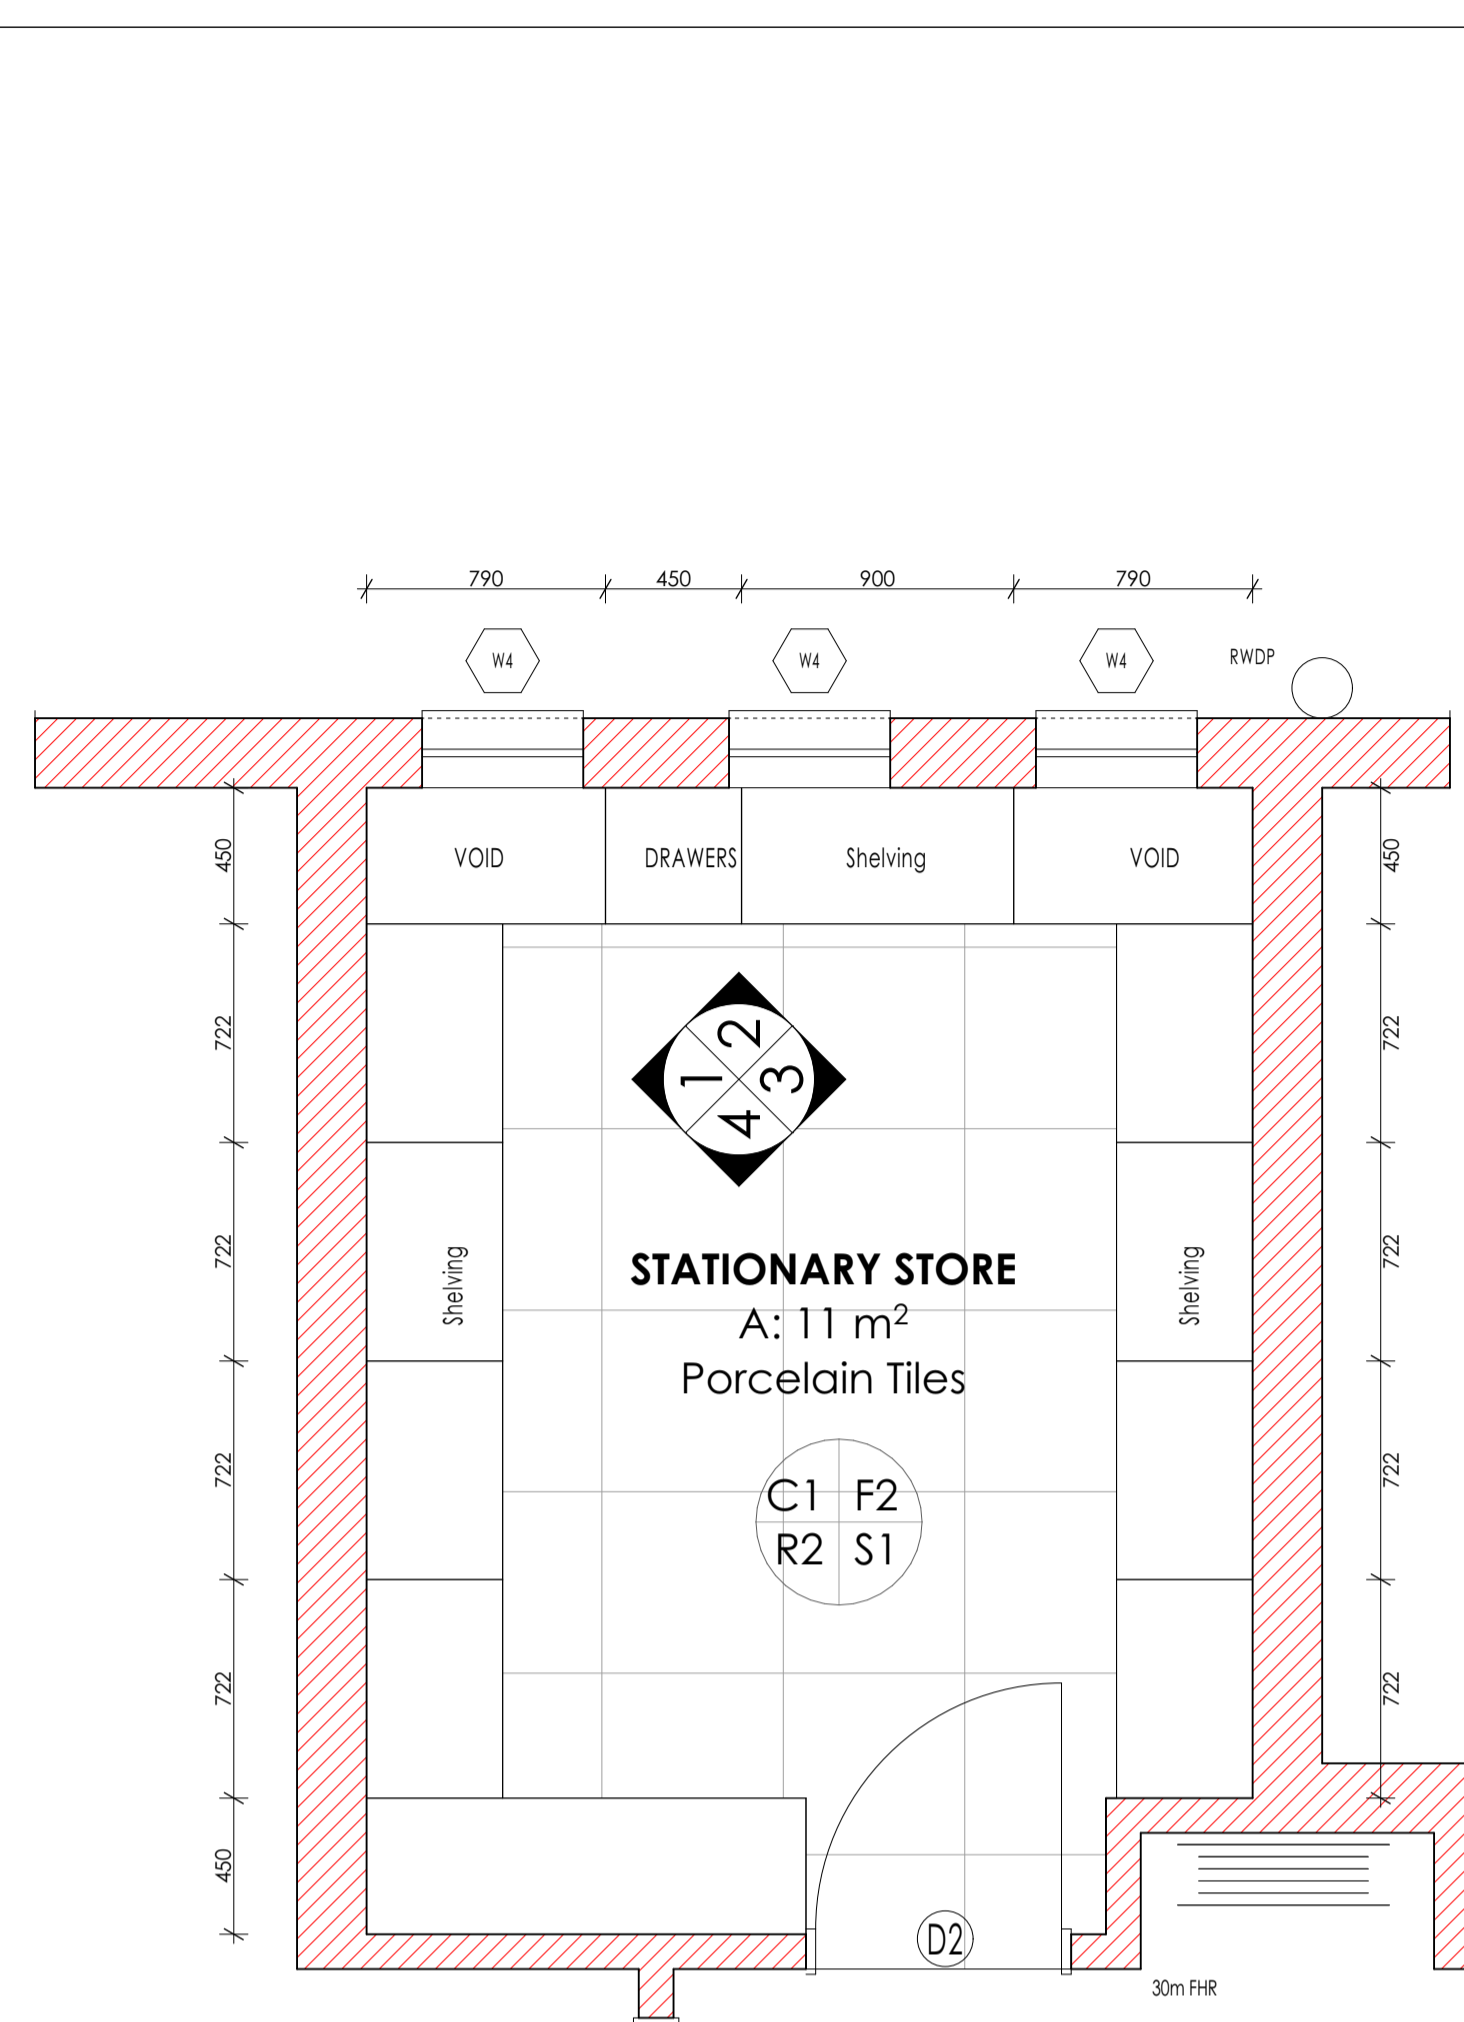 790 450 900 790
W4 W4 W4 RWDP
450 VOID DRAWERS Shelving VOID 450
722 722
2
1 3
4
722 Shelving Shelving 722
STATIONARY STORE
A: 11 m²
Porcelain Tiles
722 722
C1 F2
R2 S1
722 722
450
D2
30m FHR